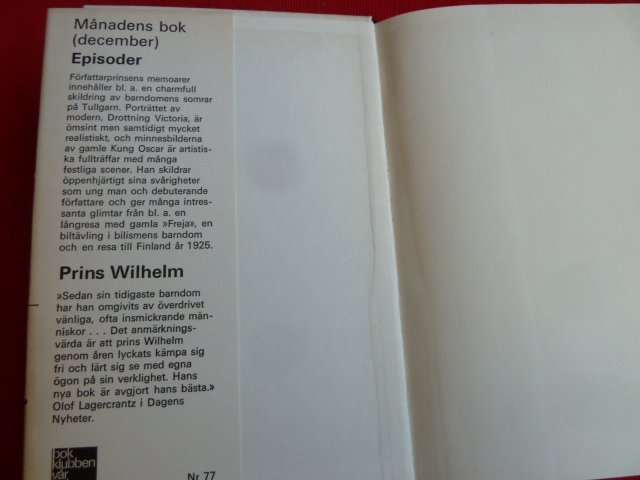 Månadens bok
(december)
Episoder
Författarprinsens memoarer
innehåller bl. a. en charmfull
skildring av barndomens somrar
på Tullgarn. Porträttet av
modern, Drottning Victoria, är
ömsint men samtidigt mycket
realistiskt, och minnesbilderna
av gamle Kung Oscar är artistis-
ka fullträffar med många
festliga scener. Han skildrar
öppenhjärtigt sina svårigheter
som ung man och debuterande
författare och ger många intres-
santa glimtar från bl. a. en
långresa med gamla »Freja», en
biltävling i bilismens barndom
och en resa till Finland år 1925.
Prins Wilhelm
»Sedan sin tidigaste barndom
har han omgivits av överdrivet
vänliga, ofta insmickrande män-
niskor . . . Det anmärknings-
värda är att prins Wilhelm
genom åren lyckats kämpa sig
fri och lärt sig se med egna
ögon på sin verklighet. Hans
nya bok är avgjort hans bästa.»
Olof Lagercrantz i Dagens
Nyheter.
bok
klubben
vår
Nr 77